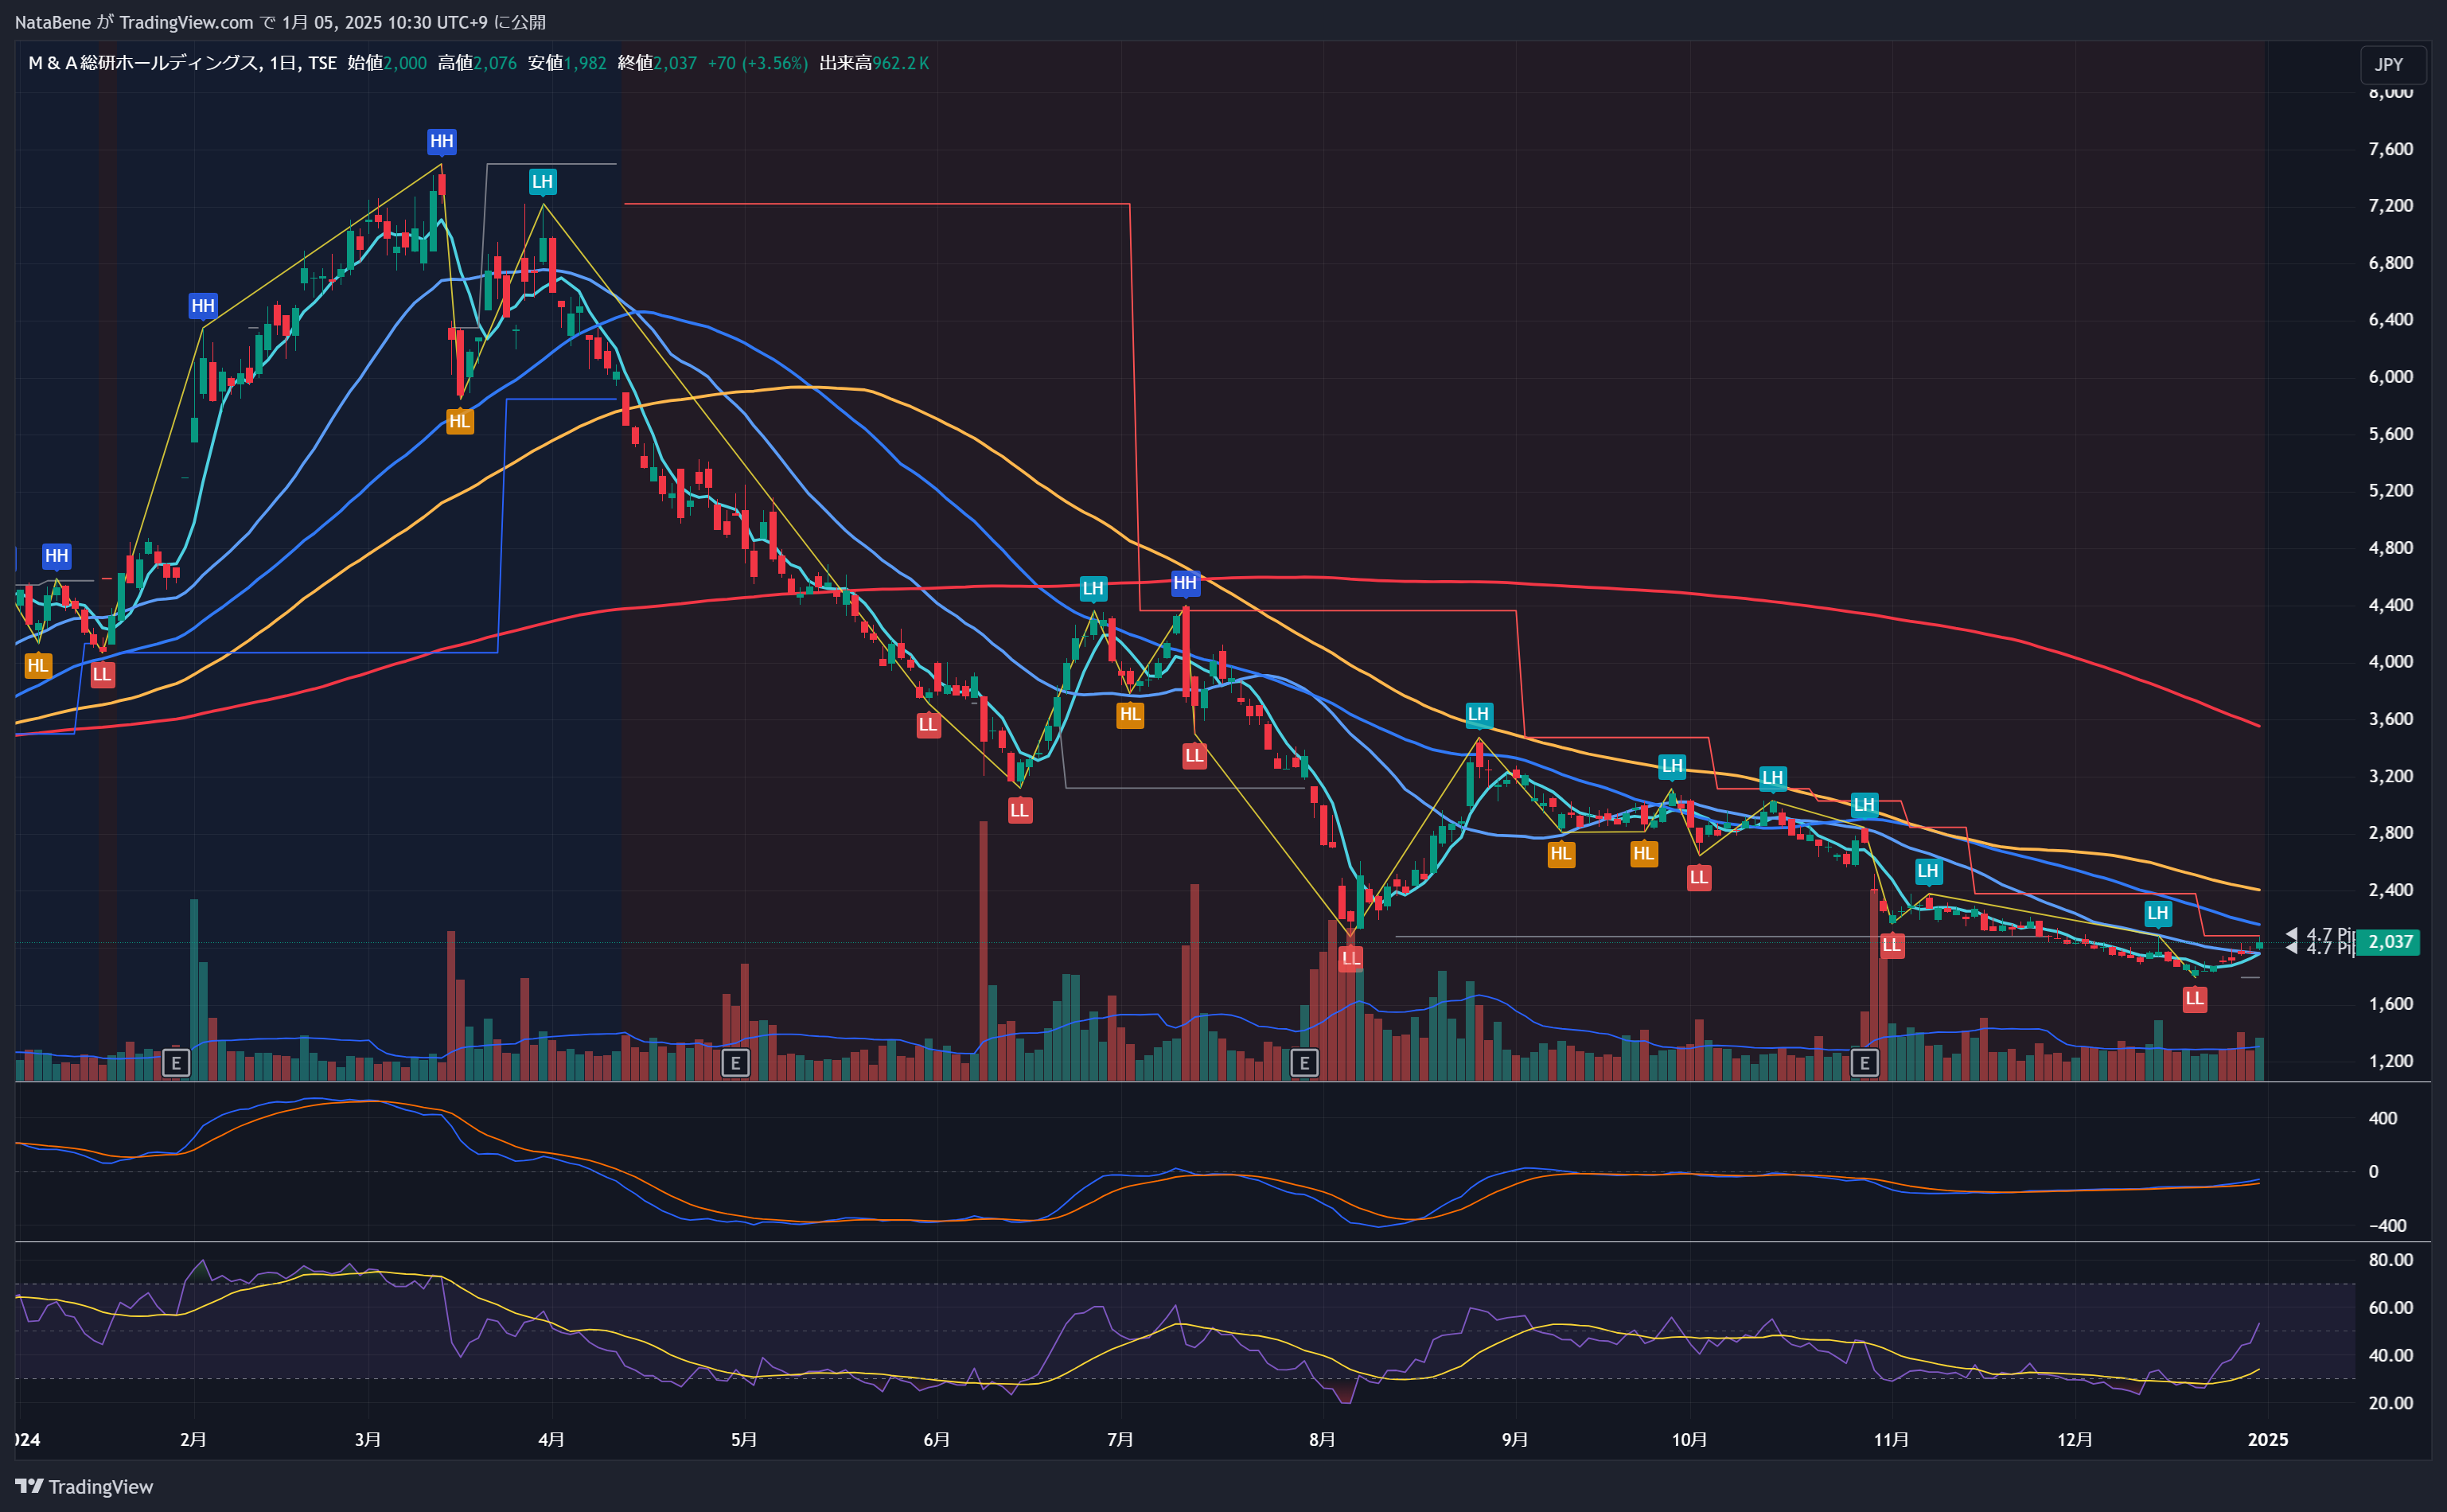 NataBene が TradingView.com で 1月 05, 2025 10:30 UTC+9 に公開
M & A 総研ホールディングス, 1日, TSE 始値2,000 高値2,076 安値1,982 終値2,037 +70 (+3.56%) 出来高962.2 K
JPY
8,000
HH
7,600
LH
7,200
6,800
HH
6,400
6,000
HL
5,600
5,200
HH
4,800
LH
HH
4,400
HL
LL
4,000
HL
LL
LH
3,600
LL
LH
LH
3,200
LL
LH
2,800
HL
HL
LL
LH
2,400
LH
4.7
2,037
LL
LL
4.7
LL
1,600
E
E
E
E
1,200
400
0
−400
80.00
60.00
40.00
20.00
2月
3月
4月
5月
6月
7月
8月
9月
10月
11月
12月
2025
TradingView